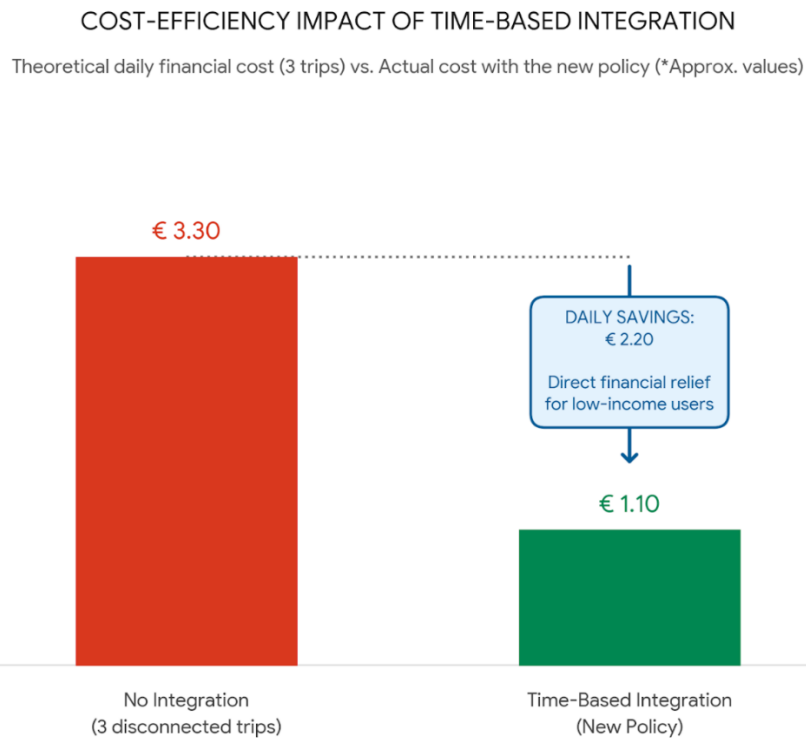 COST-EFFICIENCY IMPACT OF TIME-BASED INTEGRATION
Theoretical daily financial cost (3 trips) vs. Actual cost with the new policy (*Approx. values)
€ 3.30
DAILY SAVINGS:
€ 2.20
Direct financial relief
for low-income users
€ 1.10
No Integration
(3 disconnected trips)
Time-Based Integration
(New Policy)